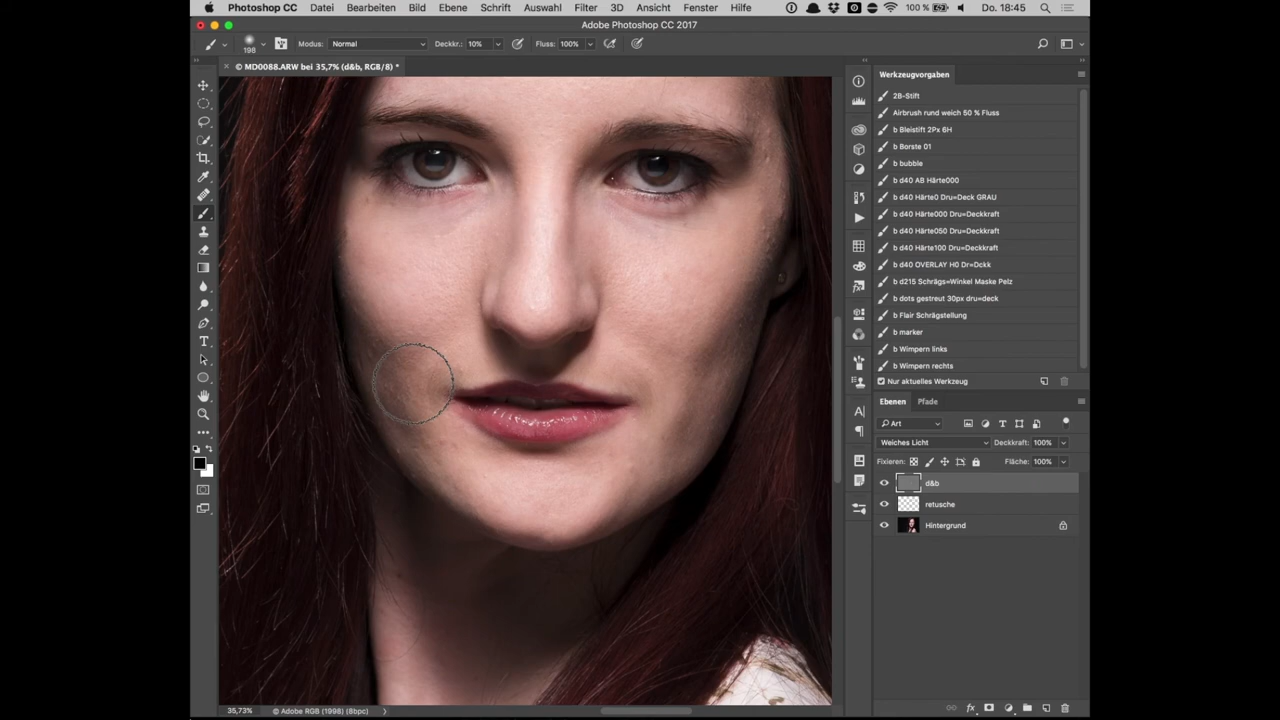 Photoshop CC Datei Bearbeiten Bild Ebene Schrift Auswahl Filter 3D Ansicht Fenster Hilfe 100 % Do. 18:45
Adobe Photoshop CC 2017
198 Modus: Normal Deckkr.: 10% Fluss: 100%
× © MD0088.ARW bei 35,7% (d&b, RGB/8) *
Werkzeugvorgaben
2B-Stift
Airbrush rund weich 50 % Fluss
b Bleistift 2Px 6H
b Borste 01
b bubble
b d40 AB Härte000
b d40 Härte0 Dru=Deck GRAU
b d40 Härte000 Dru=Deckkraft
b d40 Härte050 Dru=Deckkraft
b d40 Härte100 Dru=Deckkraft
b d40 OVERLAY H0 Dr=Dckk
b d215 Schrägs=Winkel Maske Pelz
b dots gestreut 30px dru=deck
b Flair Schrägstellung
b marker
b Wimpern links
b Wimpern rechts
Nur aktuelles Werkzeug
Ebenen Pfade
Art
Weiches Licht Deckkraft: 100%
Fixieren: Fläche: 100%
d&b
retusche
Hintergrund
35,73% © Adobe RGB (1998) (8bpc)